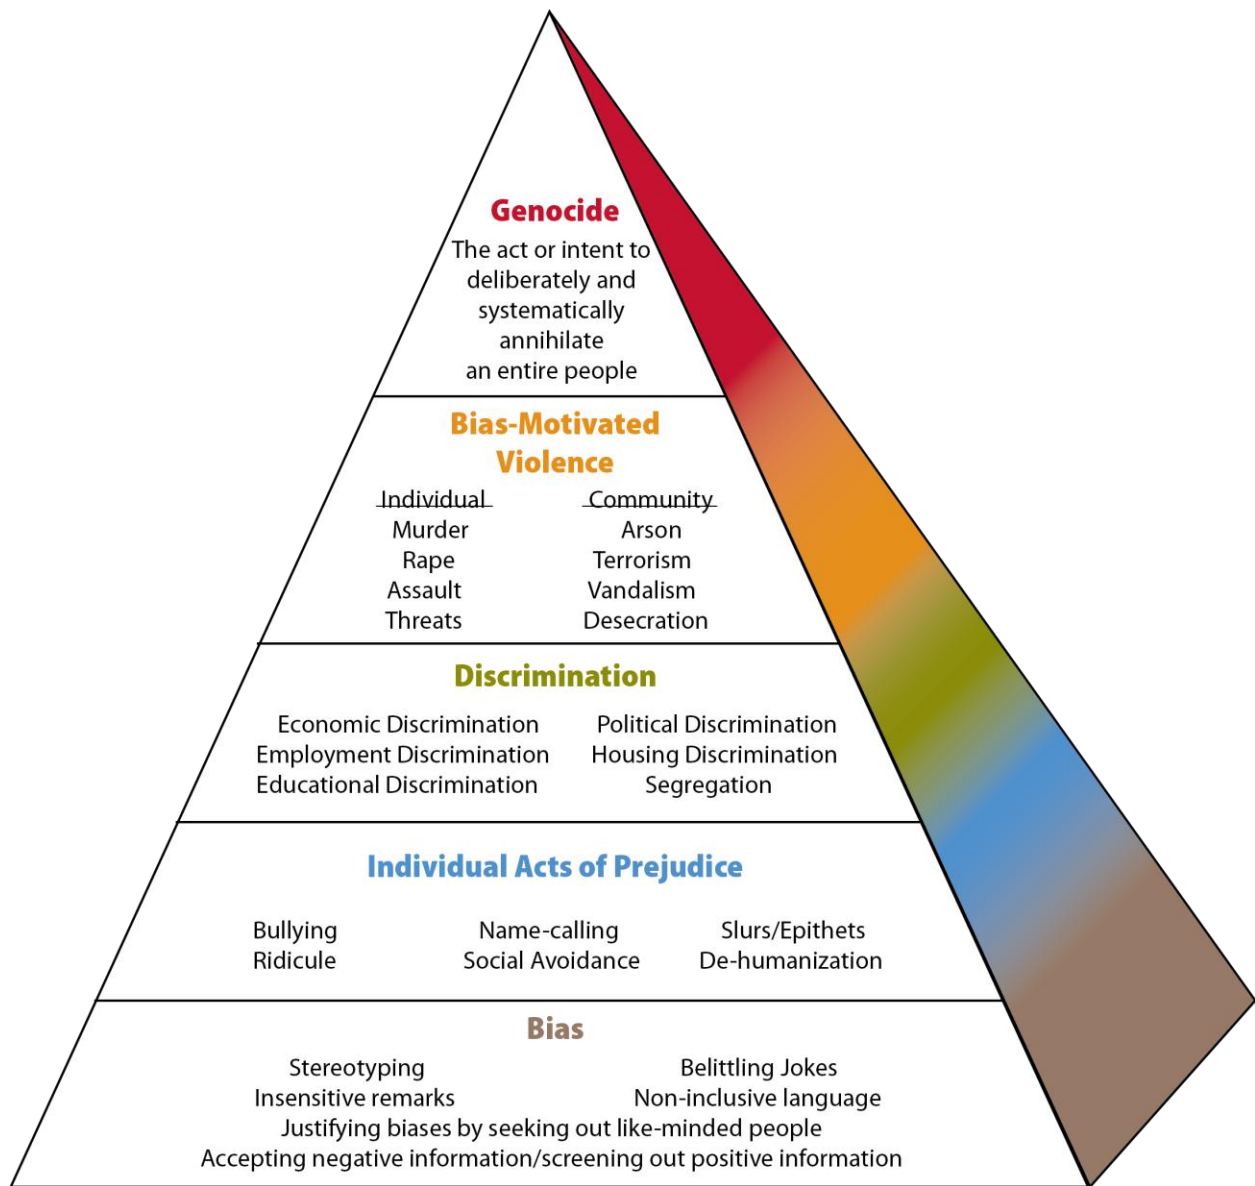 Genocide
The act or intent to
deliberately and
systematically
annihilate
an entire people
Bias-Motivated
Violence
Individual Community
Murder Arson
Rape Terrorism
Assault Vandalism
Threats Desecration
Discrimination
Economic Discrimination Political Discrimination
Employment Discrimination Housing Discrimination
Educational Discrimination Segregation
Individual Acts of Prejudice
Bullying Name-calling Slurs/Epithets
Ridicule Social Avoidance De-humanization
Bias
Stereotyping Belittling Jokes
Insensitive remarks Non-inclusive language
Justifying biases by seeking out like-minded people
Accepting negative information/screening out positive information